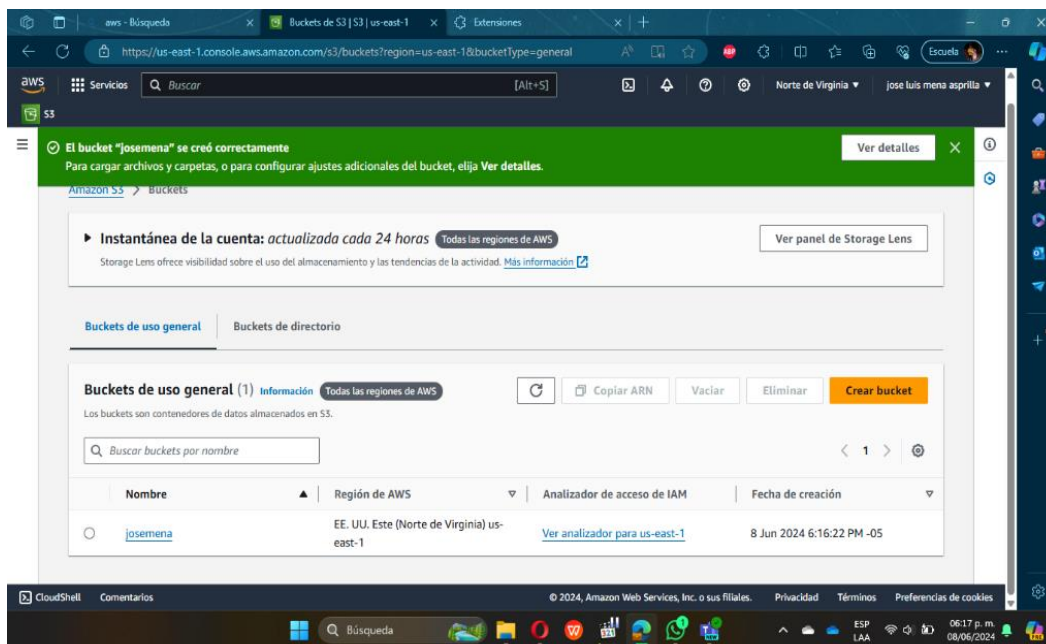 aws - Búsqueda
Buckets de S3 | S3 | us-east-1
Extensiones
https://us-east-1.console.aws.amazon.com/s3/buckets?region=us-east-1&bucketType=general
Escuela
aws
Servicios
Buscar
[Alt+S]
Norte de Virginia
jose luis mena asprilla
S3
El bucket "josemena" se creó correctamente
Para cargar archivos y carpetas, o para configurar ajustes adicionales del bucket, elija Ver detalles.
Ver detalles
Amazon S3 > Buckets
Instantánea de la cuenta: actualizada cada 24 horas
Todas las regiones de AWS
Storage Lens ofrece visibilidad sobre el uso del almacenamiento y las tendencias de la actividad. Más información
Ver panel de Storage Lens
Buckets de uso general
Buckets de directorio
Buckets de uso general (1) Información
Todas las regiones de AWS
Los buckets son contenedores de datos almacenados en S3.
Copiar ARN
Vaciar
Eliminar
Crear bucket
Buscar buckets por nombre
1
Nombre
Región de AWS
Analizador de acceso de IAM
Fecha de creación
josemena
EE. UU. Este (Norte de Virginia) us-
east-1
Ver analizador para us-east-1
8 Jun 2024 6:16:22 PM -05
CloudShell
Comentarios
© 2024, Amazon Web Services, Inc. o sus filiales.
Privacidad
Términos
Preferencias de cookies
Búsqueda
ESP
LAA
06:17 p. m.
08/06/2024